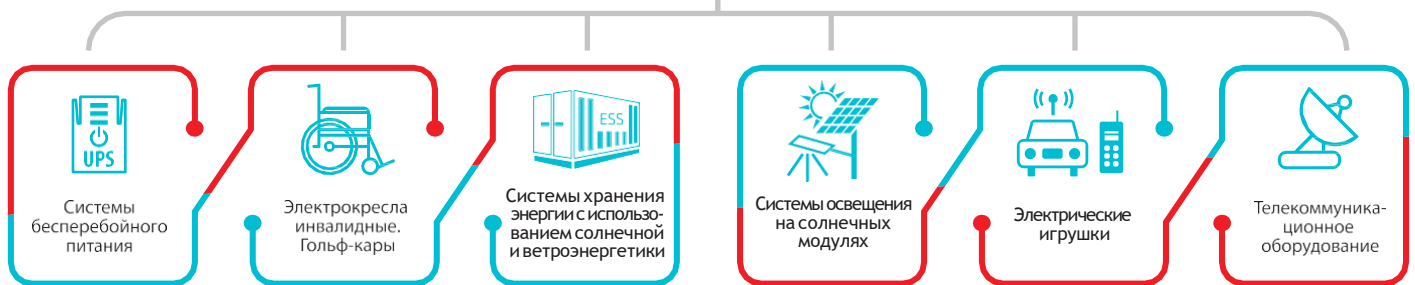 UPS
Системы
бесперебойного
питания
Электрокресла
инвалидные.
Гольф-кары
ESS
Системы хранения
энергии с использо-
ванием солнечной
и ветроэнергетики
Системы освещения
на солнечных
модулях
Электрические
игрушки
Телекоммуника-
ционное
оборудование